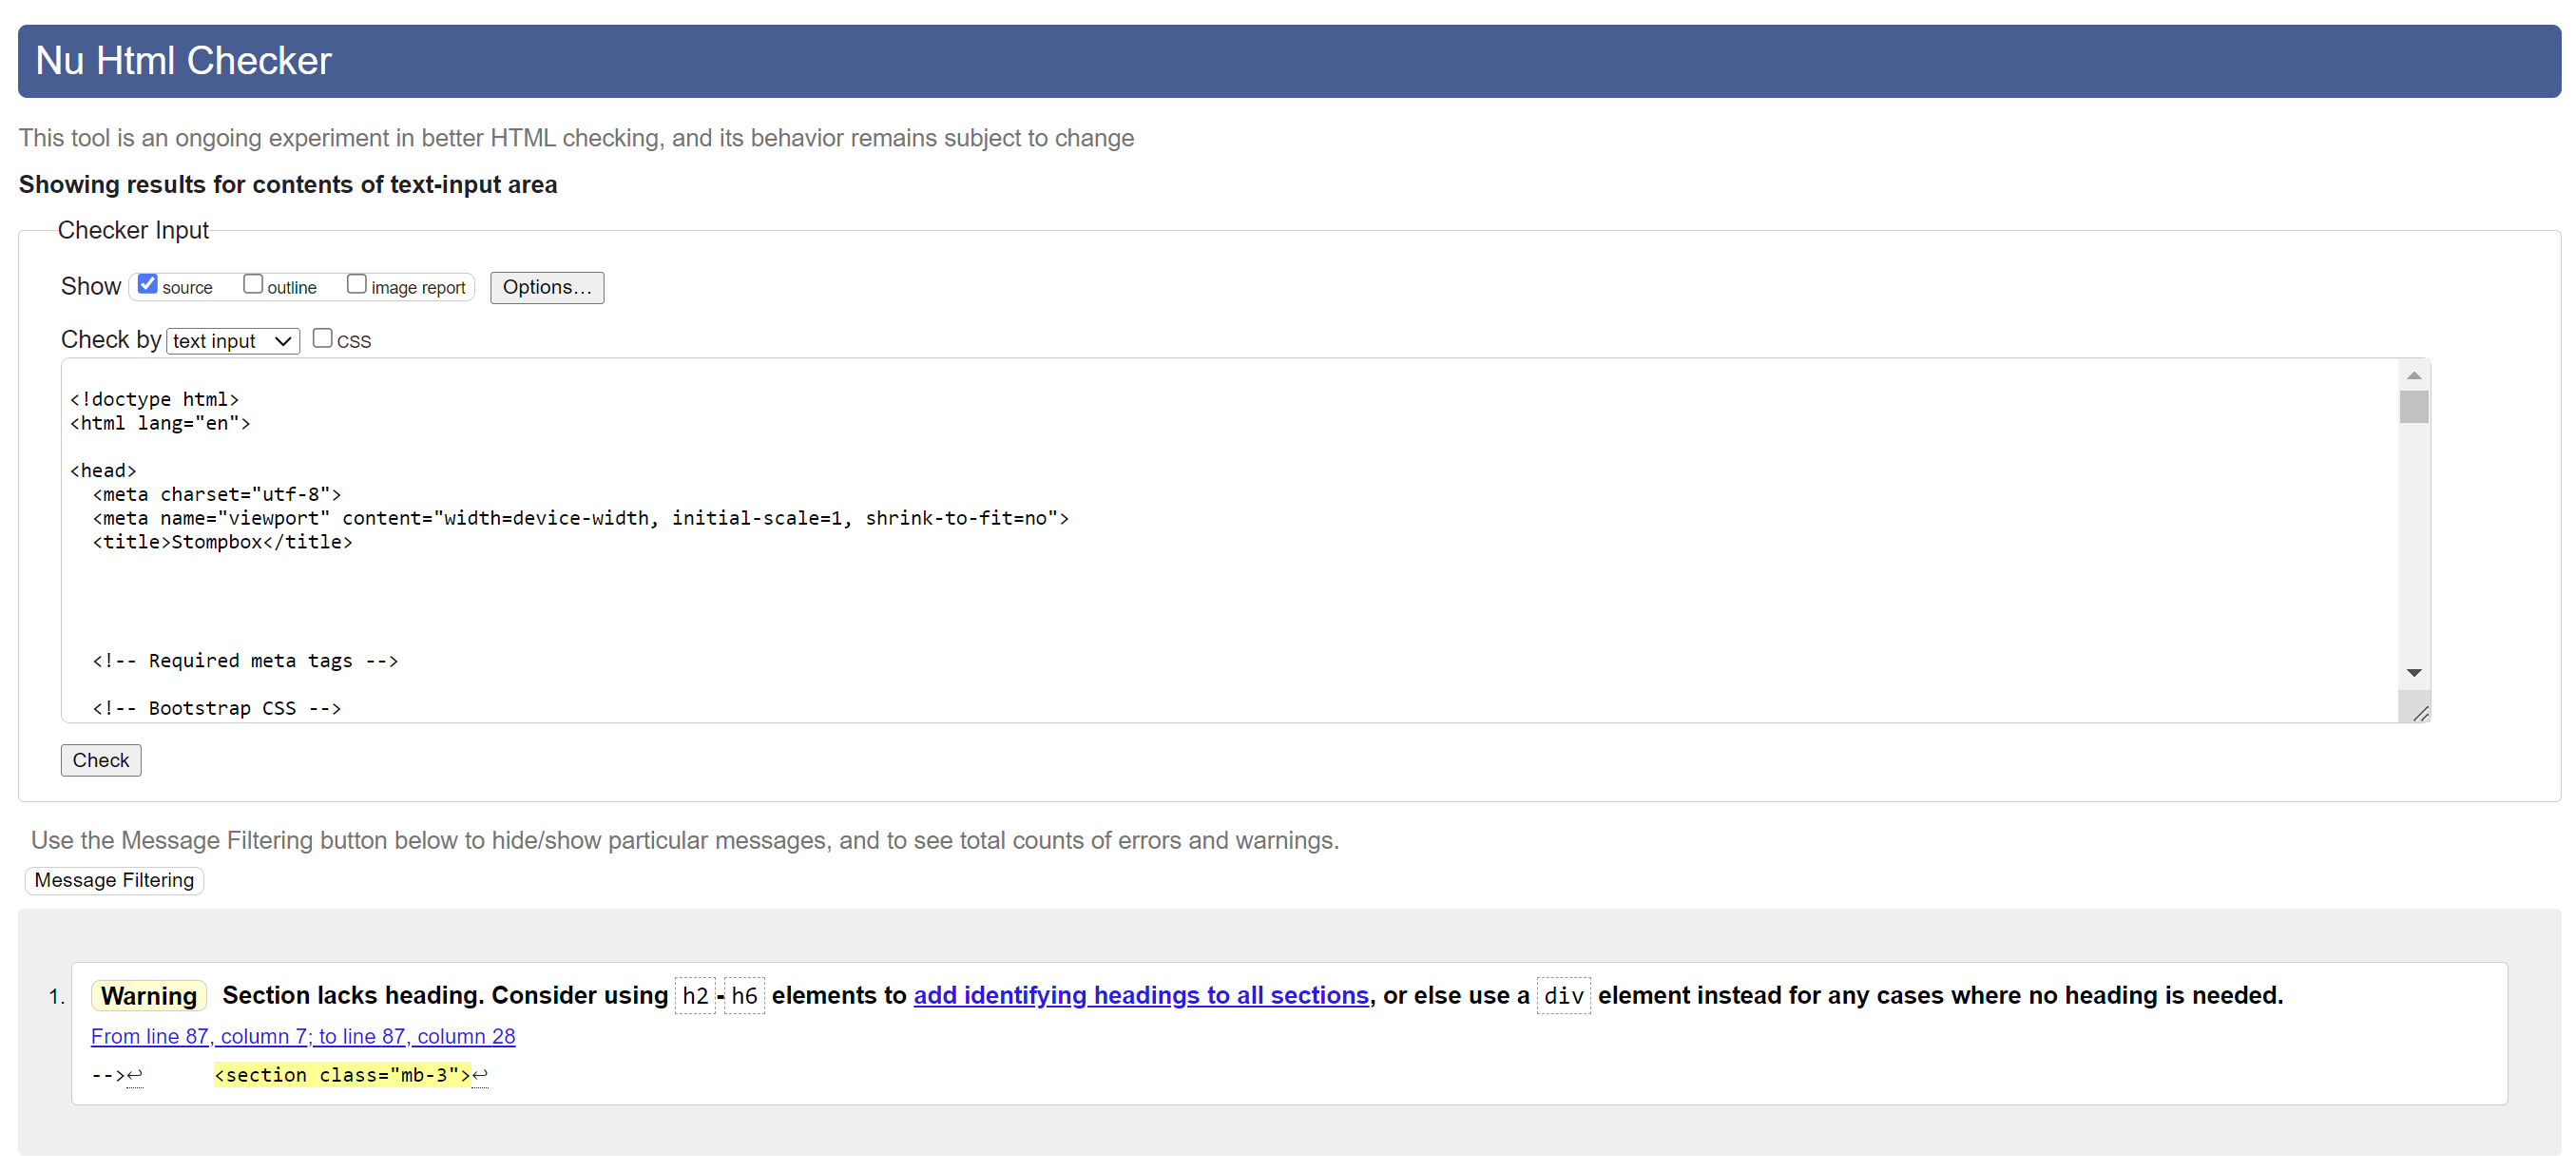 Nu Html Checker
This tool is an ongoing experiment in better HTML checking, and its behavior remains subject to change
Showing results for contents of text-input area
Checker Input
Show source outline image report Options…
Check by text input CSS
<!doctype html>
<html lang="en">
<head>
<meta charset="utf-8">
<meta name="viewport" content="width=device-width, initial-scale=1, shrink-to-fit=no">
<title>Stompbox</title>
<!-- Required meta tags -->
<!-- Bootstrap CSS -->
Check
Use the Message Filtering button below to hide/show particular messages, and to see total counts of errors and warnings.
Message Filtering
1. Warning Section lacks heading. Consider using h2-h6 elements to add identifying headings to all sections, or else use a div element instead for any cases where no heading is needed.
From line 87, column 7; to line 87, column 28
-->↩ <section class="mb-3">↩